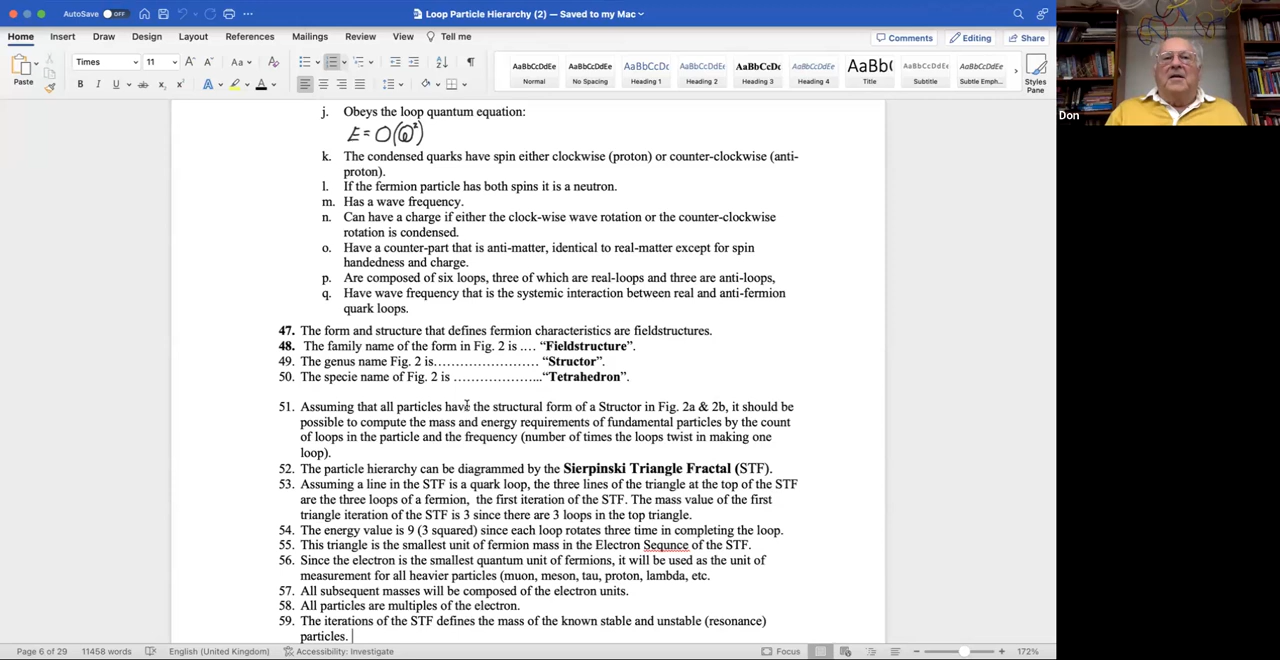 AutoSave OFF
Loop Particle Hierarchy (2) — Saved to my Mac
Home Insert Draw Design Layout References Mailings Review View Tell me
Comments Editing Share
Paste
Times 11
AaBbCcDdEe AaBbCcDdEe AaBbCcDc AaBbCcDdEe AaBbCcDc AaBbCcDdEe AaBb( AaBbCcDdEe AaBbCcDdEe
Normal No Spacing Heading 1 Heading 2 Heading 3 Heading 4 Title Subtitle Subtle Emph...
Styles Pane
Don
j. Obeys the loop quantum equation:
k. The condensed quarks have spin either clockwise (proton) or counter-clockwise (anti-
proton).
l. If the fermion particle has both spins it is a neutron.
m. Has a wave frequency.
n. Can have a charge if either the clock-wise wave rotation or the counter-clockwise
rotation is condensed.
o. Have a counter-part that is anti-matter, identical to real-matter except for spin
handedness and charge.
p. Are composed of six loops, three of which are real-loops and three are anti-loops,
q. Have wave frequency that is the systemic interaction between real and anti-fermion
quark loops.
47. The form and structure that defines fermion characteristics are fieldstructures.
48. The family name of the form in Fig. 2 is .… “Fieldstructure”.
49. The genus name Fig. 2 is…………………… “Structor”.
50. The specie name of Fig. 2 is ………………... “Tetrahedron”.
51. Assuming that all particles have the structural form of a Structor in Fig. 2a & 2b, it should be
possible to compute the mass and energy requirements of fundamental particles by the count
of loops in the particle and the frequency (number of times the loops twist in making one
loop).
52. The particle hierarchy can be diagrammed by the Sierpinski Triangle Fractal (STF).
53. Assuming a line in the STF is a quark loop, the three lines of the triangle at the top of the STF
are the three loops of a fermion, the first iteration of the STF. The mass value of the first
triangle iteration of the STF is 3 since there are 3 loops in the top triangle.
54. The energy value is 9 (3 squared) since each loop rotates three time in completing the loop.
55. This triangle is the smallest unit of fermion mass in the Electron Sequnce of the STF.
56. Since the electron is the smallest quantum unit of fermions, it will be used as the unit of
measurement for all heavier particles (muon, meson, tau, proton, lambda, etc.
57. All subsequent masses will be composed of the electron units.
58. All particles are multiples of the electron.
59. The iterations of the STF defines the mass of the known stable and unstable (resonance)
particles.
Page 6 of 29 11458 words English (United Kingdom) Accessibility: Investigate Focus 172%